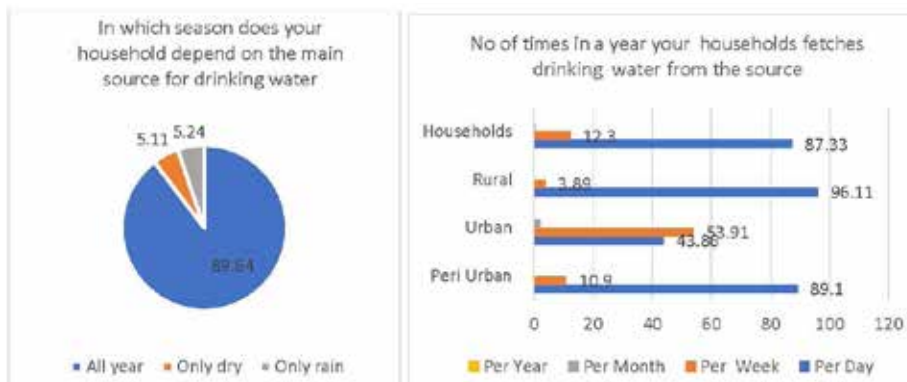 In which season does your
household depend on the main
source for drinking water
5.11
5.24
89.64
All year
Only dry
Only rain
No of times in a year your households fetches
drinking water from the source
Households
12.3
87.33
Rural
3.89
96.11
Urban
53.91
43.86
Peri Urban
10.9
89.1
0 20 40 60 80 100 120
Per Year
Per Month
Per Week
Per Day